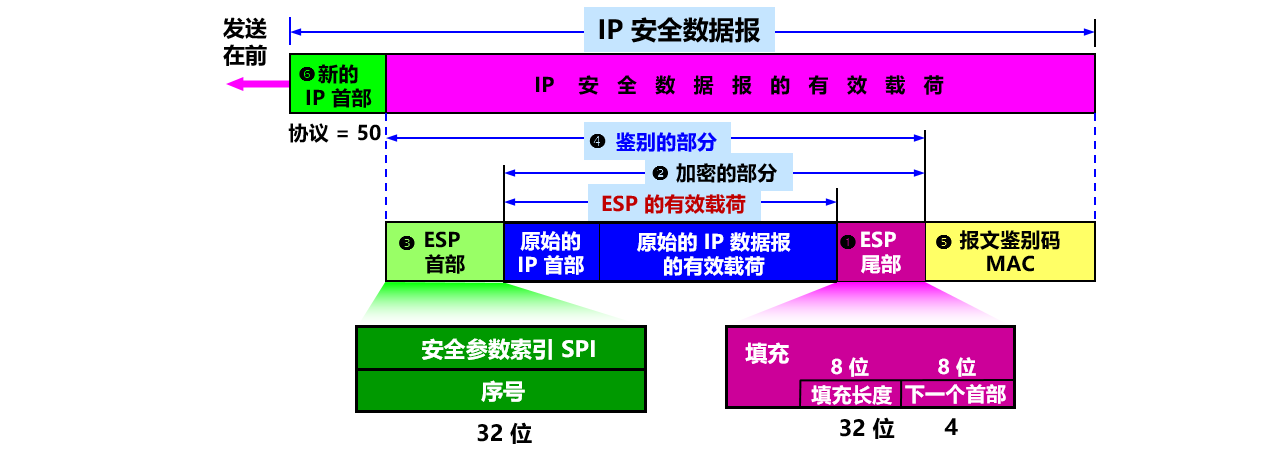 发送
在前
IP 安全数据报
❻ 新的
IP 首部
IP 安 全 数 据 报 的 有 效 载 荷
协议 = 50
❹ 鉴别的部分
❷ 加密的部分
ESP 的有效载荷
❸ ESP
首部
原始的
IP 首部
原始的 IP 数据报
的有效载荷
❶ ESP
尾部
❺ 报文鉴别码
MAC
安全参数索引 SPI
序号
32 位
填充
8 位
8 位
填充长度
下一个首部
32 位
4